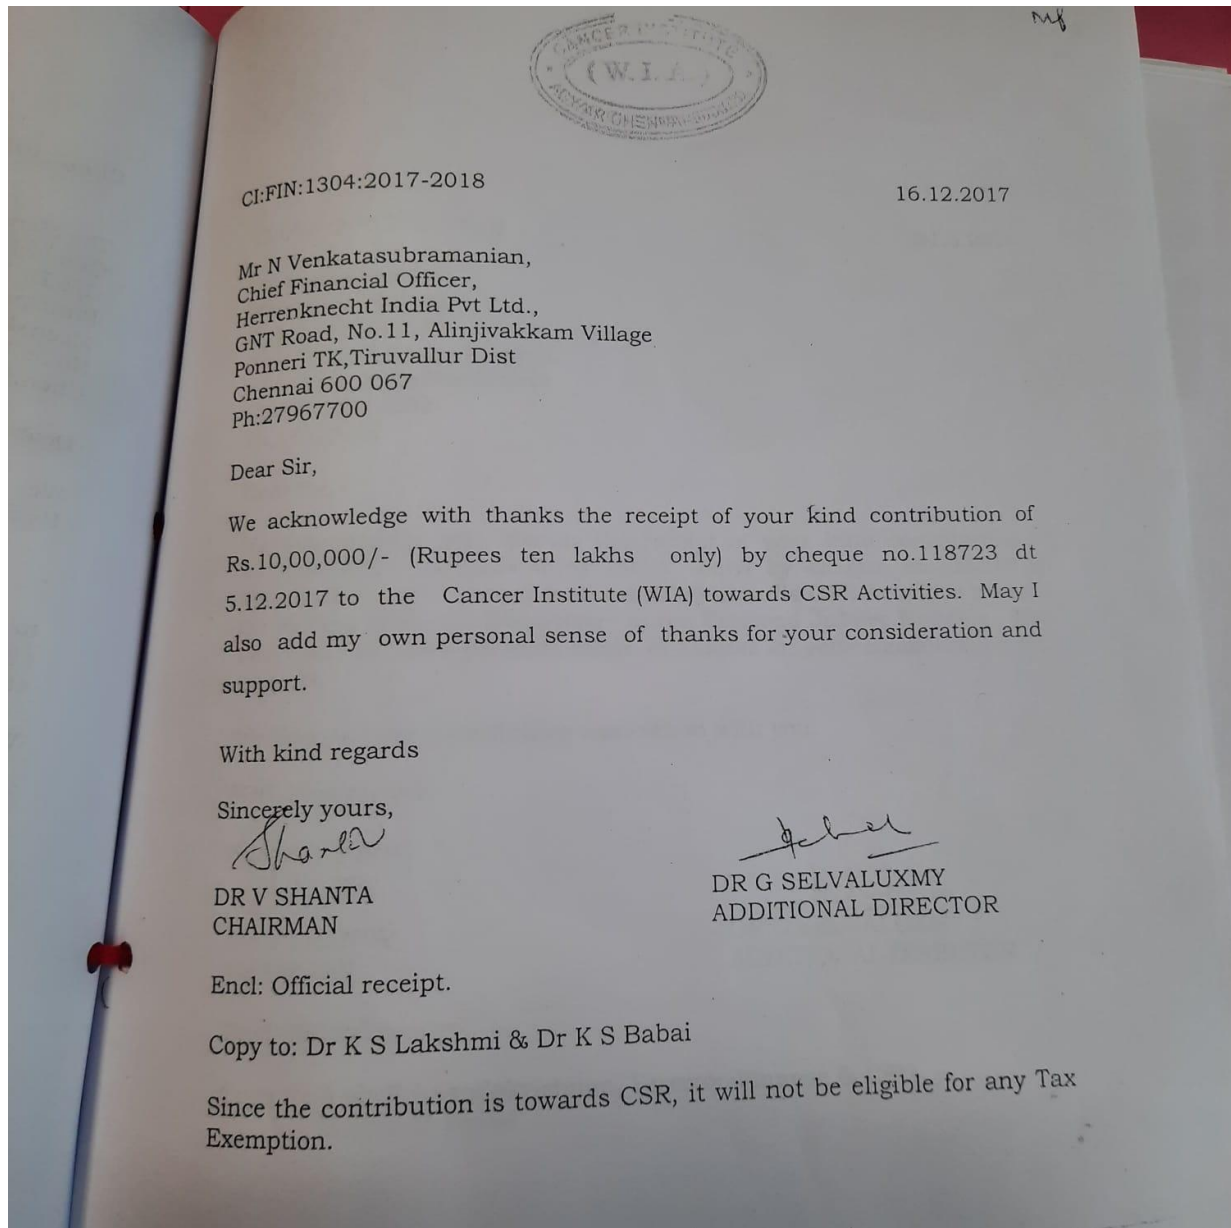 CANCER INSTITUTE
(W.I.A.)
CI:FIN:1304:2017-2018
16.12.2017
Mr N Venkatasubramanian,
Chief Financial Officer,
Herrenknecht India Pvt Ltd.,
GNT Road, No.11, Alinjivakkam Village
Ponneri TK,Tiruvallur Dist
Chennai 600 067
Ph:27967700
Dear Sir,
We acknowledge with thanks the receipt of your kind contribution of
Rs.10,00,000/- (Rupees ten lakhs only) by cheque no.118723 dt
5.12.2017 to the Cancer Institute (WIA) towards CSR Activities. May I
also add my own personal sense of thanks for your consideration and
support.
With kind regards
Sincerely yours,
Shanta
DR V SHANTA
CHAIRMAN
DR G SELVALUXMY
ADDITIONAL DIRECTOR
Encl: Official receipt.
Copy to: Dr K S Lakshmi & Dr K S Babai
Since the contribution is towards CSR, it will not be eligible for any Tax
Exemption.